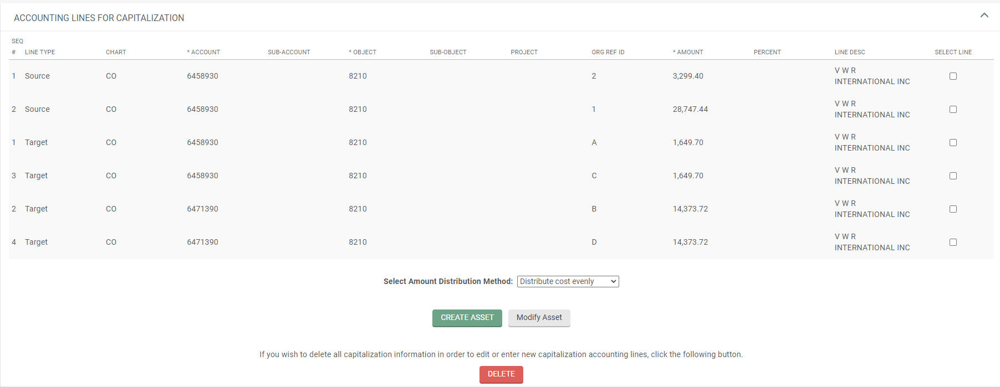 ACCOUNTING LINES FOR CAPITALIZATION
SEQ
# LINE TYPE CHART * ACCOUNT SUB-ACCOUNT * OBJECT SUB-OBJECT PROJECT ORG REF ID * AMOUNT PERCENT LINE DESC SELECT LINE
1 Source CO 6458930 8210 2 3,299.40 V W R
INTERNATIONAL INC
2 Source CO 6458930 8210 1 28,747.44 V W R
INTERNATIONAL INC
1 Target CO 6458930 8210 A 1,649.70 V W R
INTERNATIONAL INC
3 Target CO 6458930 8210 C 1,649.70 V W R
INTERNATIONAL INC
2 Target CO 6471390 8210 B 14,373.72 V W R
INTERNATIONAL INC
4 Target CO 6471390 8210 D 14,373.72 V W R
INTERNATIONAL INC
Select Amount Distribution Method: Distribute cost evenly
CREATE ASSET Modify Asset
If you wish to delete all capitalization information in order to edit or enter new capitalization accounting lines, click the following button.
DELETE